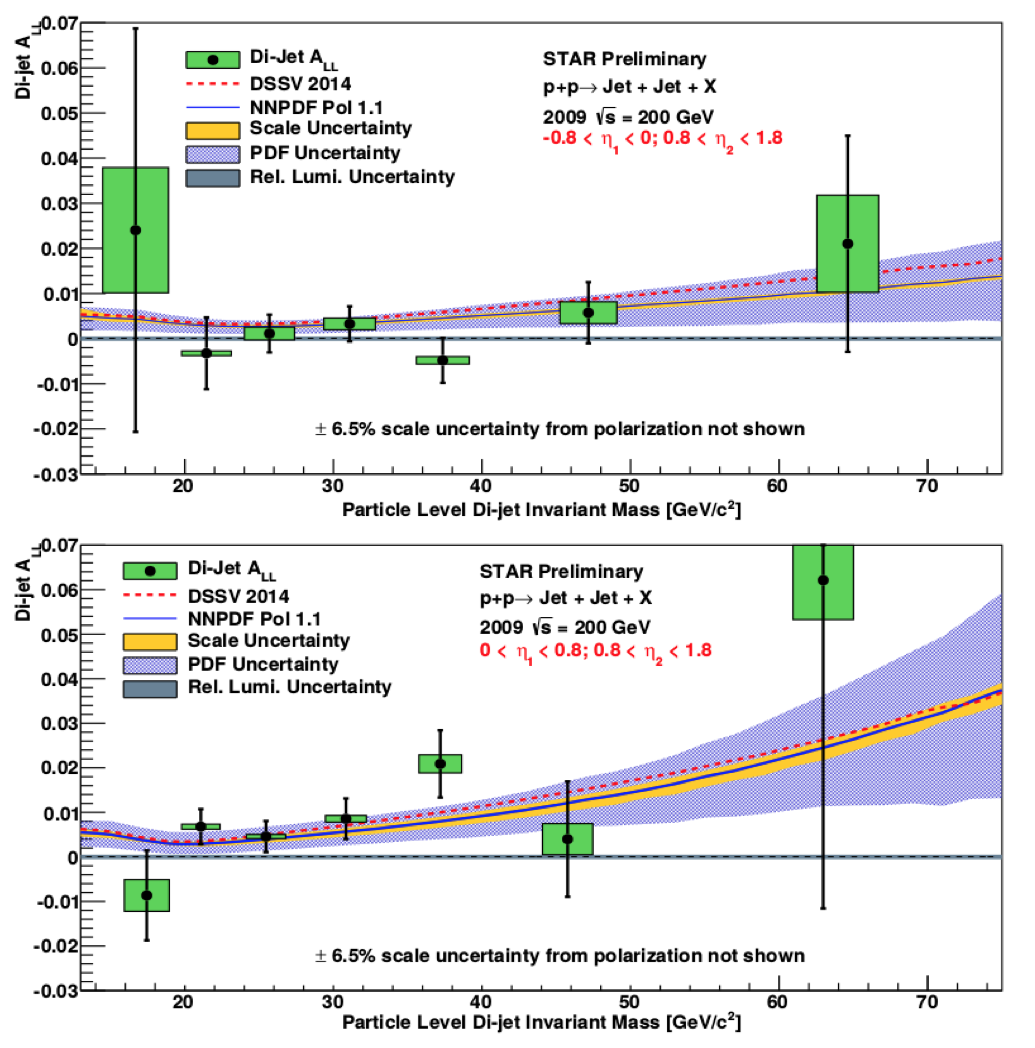 Di-jet A_LL
0.07
0.06
0.05
0.04
0.03
0.02
0.01
0
-0.01
-0.02
-0.03
Di-Jet A_LL
DSSV 2014
NNPDF Pol 1.1
Scale Uncertainty
PDF Uncertainty
Rel. Lumi. Uncertainty
STAR Preliminary
p+p→ Jet + Jet + X
2009 √s = 200 GeV
-0.8 < η_1 < 0; 0.8 < η_2 < 1.8
± 6.5% scale uncertainty from polarization not shown
20 30 40 50 60 70
Particle Level Di-jet Invariant Mass [GeV/c²]
Di-jet A_LL
0.07
0.06
0.05
0.04
0.03
0.02
0.01
0
-0.01
-0.02
-0.03
Di-Jet A_LL
DSSV 2014
NNPDF Pol 1.1
Scale Uncertainty
PDF Uncertainty
Rel. Lumi. Uncertainty
STAR Preliminary
p+p→ Jet + Jet + X
2009 √s = 200 GeV
0 < η_1 < 0.8; 0.8 < η_2 < 1.8
± 6.5% scale uncertainty from polarization not shown
20 30 40 50 60 70
Particle Level Di-jet Invariant Mass [GeV/c²]